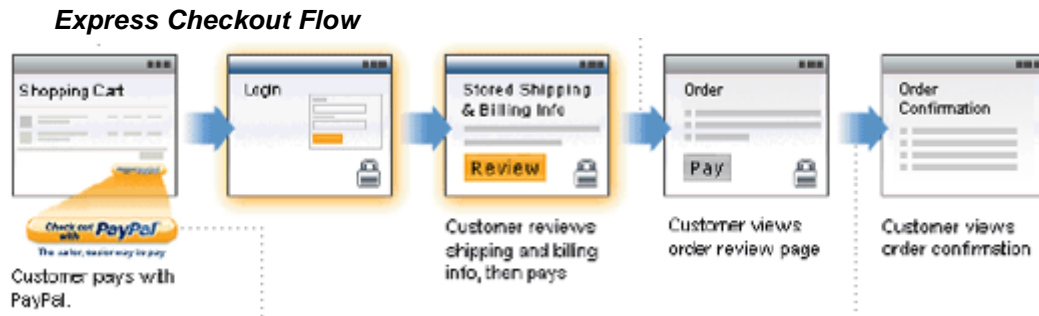 Express Checkout Flow
Shopping Cart
Check out with PayPal
The safer, easier way to pay
Customer pays with
PayPal.
Login
Stored Shipping
& Billing Info
Review
Customer reviews
shipping and billing
info, then pays
Order
Pay
Customer views
order review page
Order
Confirmation
Customer views
order confirmation